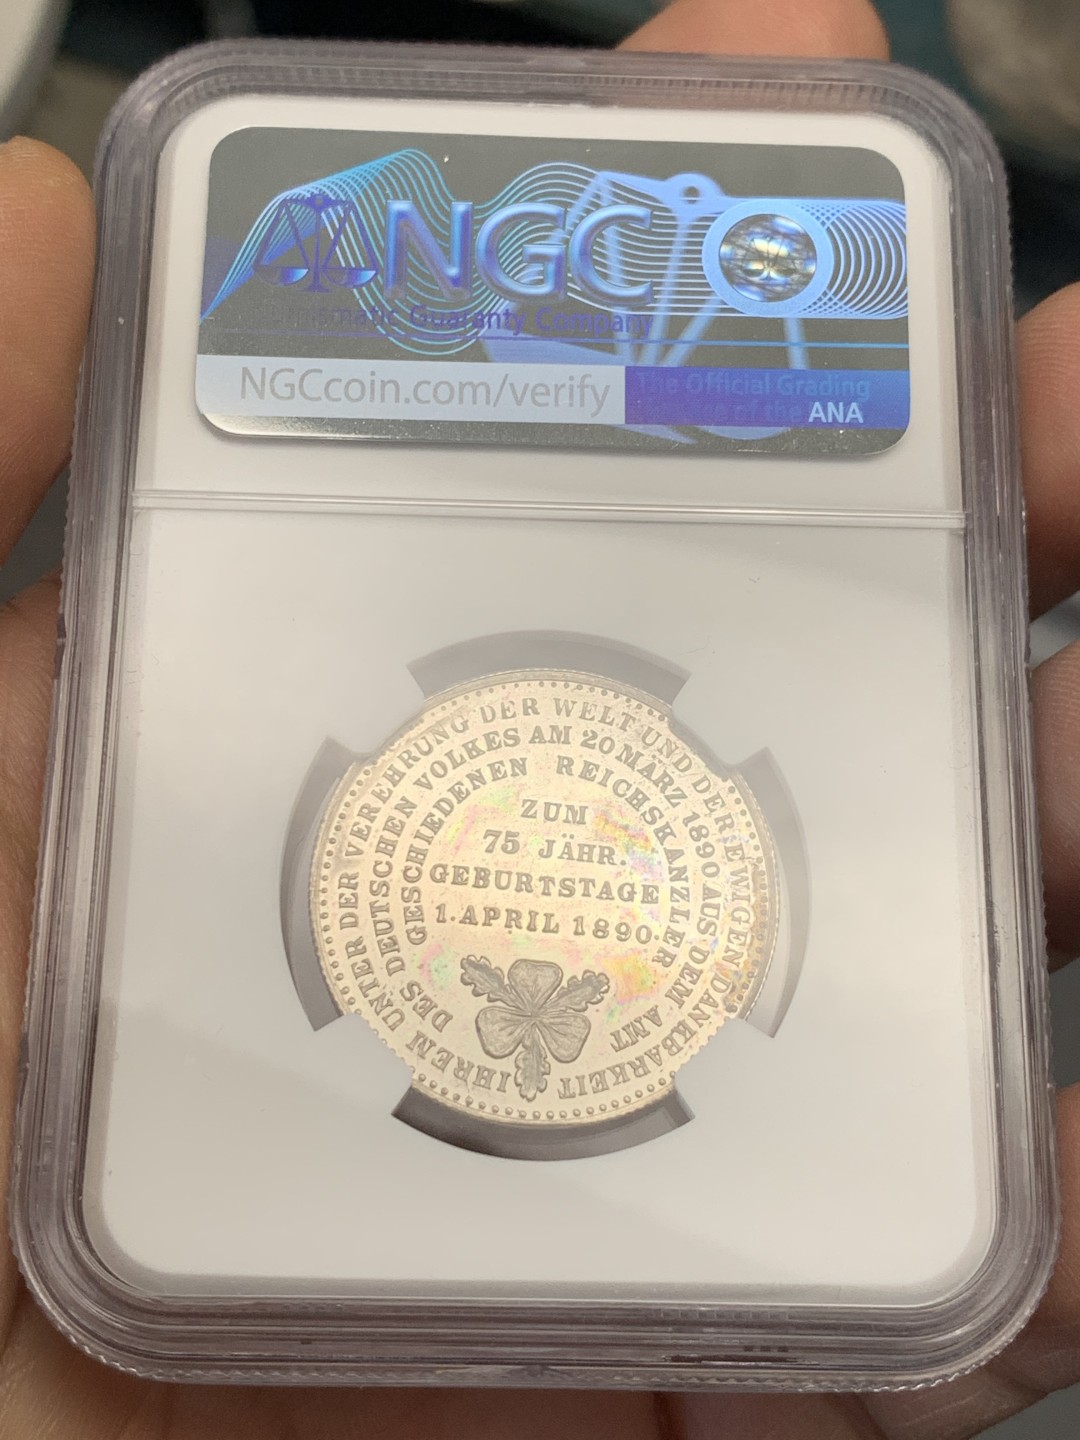 NGC
Numismatic Guaranty Company
NGCcoin.com/verify
The Official Grading
of the ANA
IHREM UNTER DER VEREHRUNG DER WELT UND DER EWIGEN DANKBARKEIT
DES DEUTSCHEN VOLKES AM 20 MÄRZ 1890 AUS DEM AMT
GESCHIEDENEN REICHSKANZLER
ZUM
75 JÄHR.
GEBURTSTAGE
1. APRIL 1890.